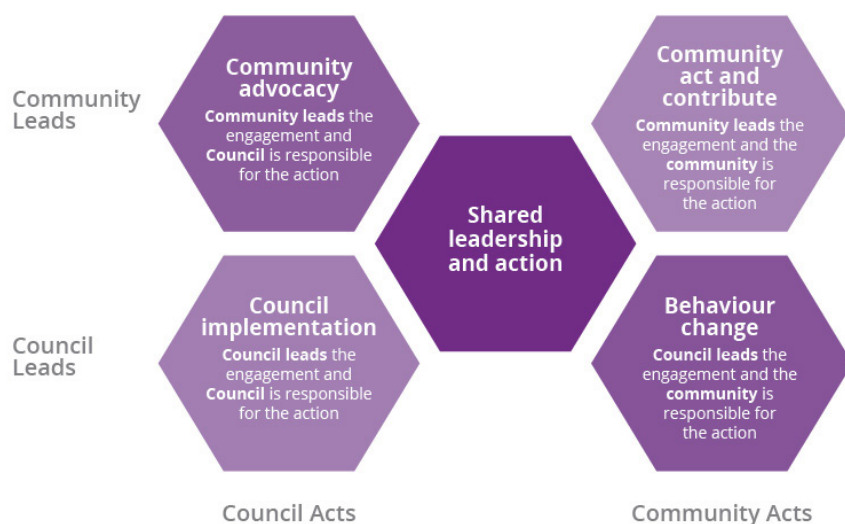 Community
Leads
Community
advocacy
Community leads the
engagement and
Council is responsible
for the action
Community
act and
contribute
Community leads the
engagement and the
community is
responsible for
the action
Shared
leadership
and action
Council
Leads
Council
implementation
Council leads the
engagement and
Council is responsible
for the action
Behaviour
change
Council leads the
engagement and the
community is
responsible for
the action
Council Acts
Community Acts